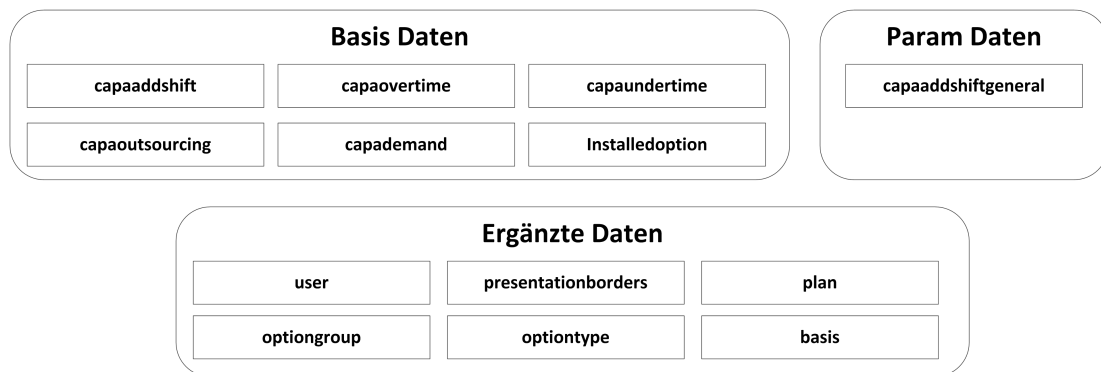 Basis Daten
capaaddshift
capaovertime
capaundertime
capaoutsourcing
capademand
Installedoption
Param Daten
capaaddshiftgeneral
Ergänzte Daten
user
presentationborders
plan
optiongroup
optiontype
basis